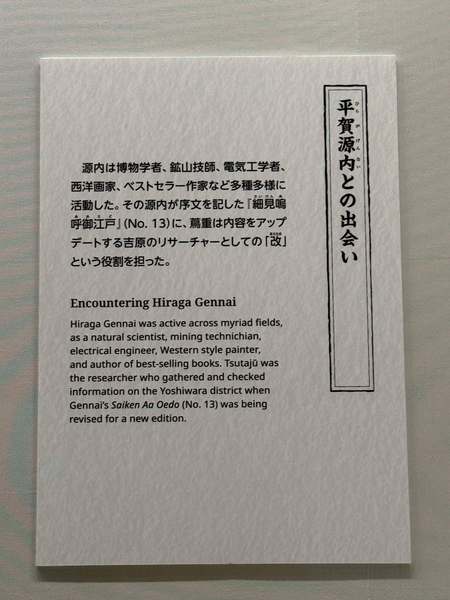 平賀源内との出会い
源内は博物学者、鉱山技師、電気工学者、
西洋画家、ベストセラー作家など多種多様に
活動した。その源内が序文を記した『細見嗚
呼御江戸』(No. 13)に、蔦重は内容をアップ
デートする吉原のリサーチャーとしての「改」
という役割を担った。
Encountering Hiraga Gennai
Hiraga Gennai was active across myriad fields,
as a natural scientist, mining technichian,
electrical engineer, Western style painter,
and author of best-selling books. Tsutajū was
the researcher who gathered and checked
information on the Yoshiwara district when
Gennai's Saiken Aa Oedo (No. 13) was being
revised for a new edition.